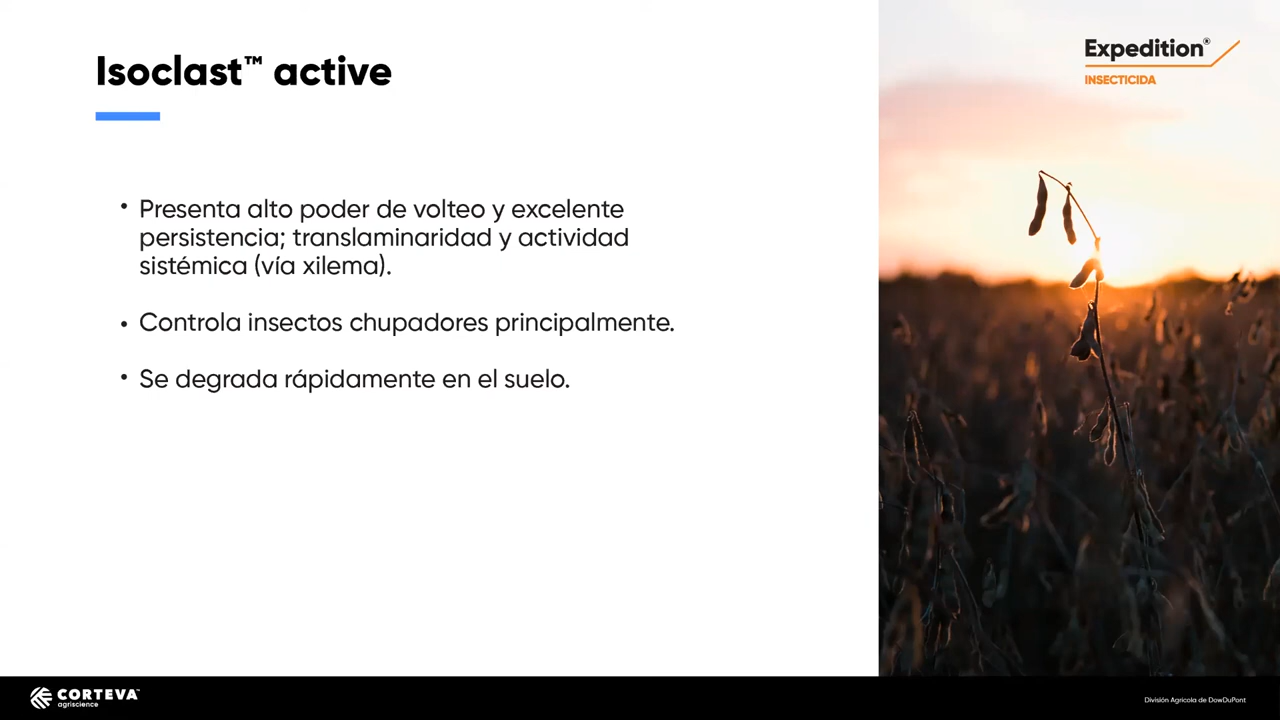 Isoclast™ active
Expedition®
INSECTICIDA
• Presenta alto poder de volteo y excelente
persistencia; translaminaridad y actividad
sistémica (vía xilema).
• Controla insectos chupadores principalmente.
• Se degrada rápidamente en el suelo.
CORTEVA™
agriscience
División Agrícola de DowDuPont